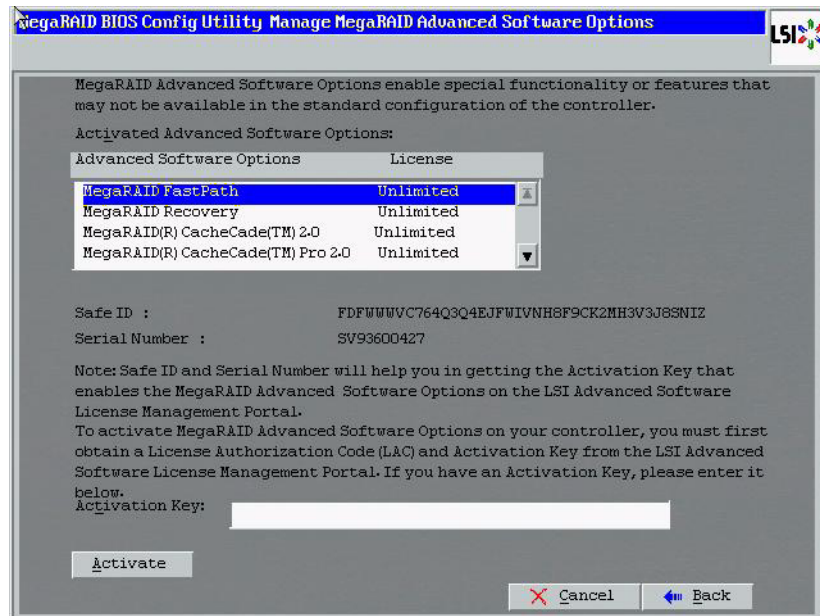 MegaRAID BIOS Config Utility Manage MegaRAID Advanced Software Options
LSI
MegaRAID Advanced Software Options enable special functionality or features that
may not be available in the standard configuration of the controller.
Activated Advanced Software Options:
Advanced Software Options License
MegaRAID FastPath Unlimited
MegaRAID Recovery Unlimited
MegaRAID(R) CacheCade(TM) 2.0 Unlimited
MegaRAID(R) CacheCade(TM) Pro 2.0 Unlimited
Safe ID : FDFWWWVC764Q3Q4EJFWIVNH8F9CK2MH3V3J8SNIZ
Serial Number : SV93600427
Note: Safe ID and Serial Number will help you in getting the Activation Key that
enables the MegaRAID Advanced Software Options on the LSI Advanced Software
License Management Portal.
To activate MegaRAID Advanced Software Options on your controller, you must first
obtain a License Authorization Code (LAC) and Activation Key from the LSI Advanced
Software License Management Portal. If you have an Activation Key, please enter it
below.
Activation Key:
Activate
Cancel Back